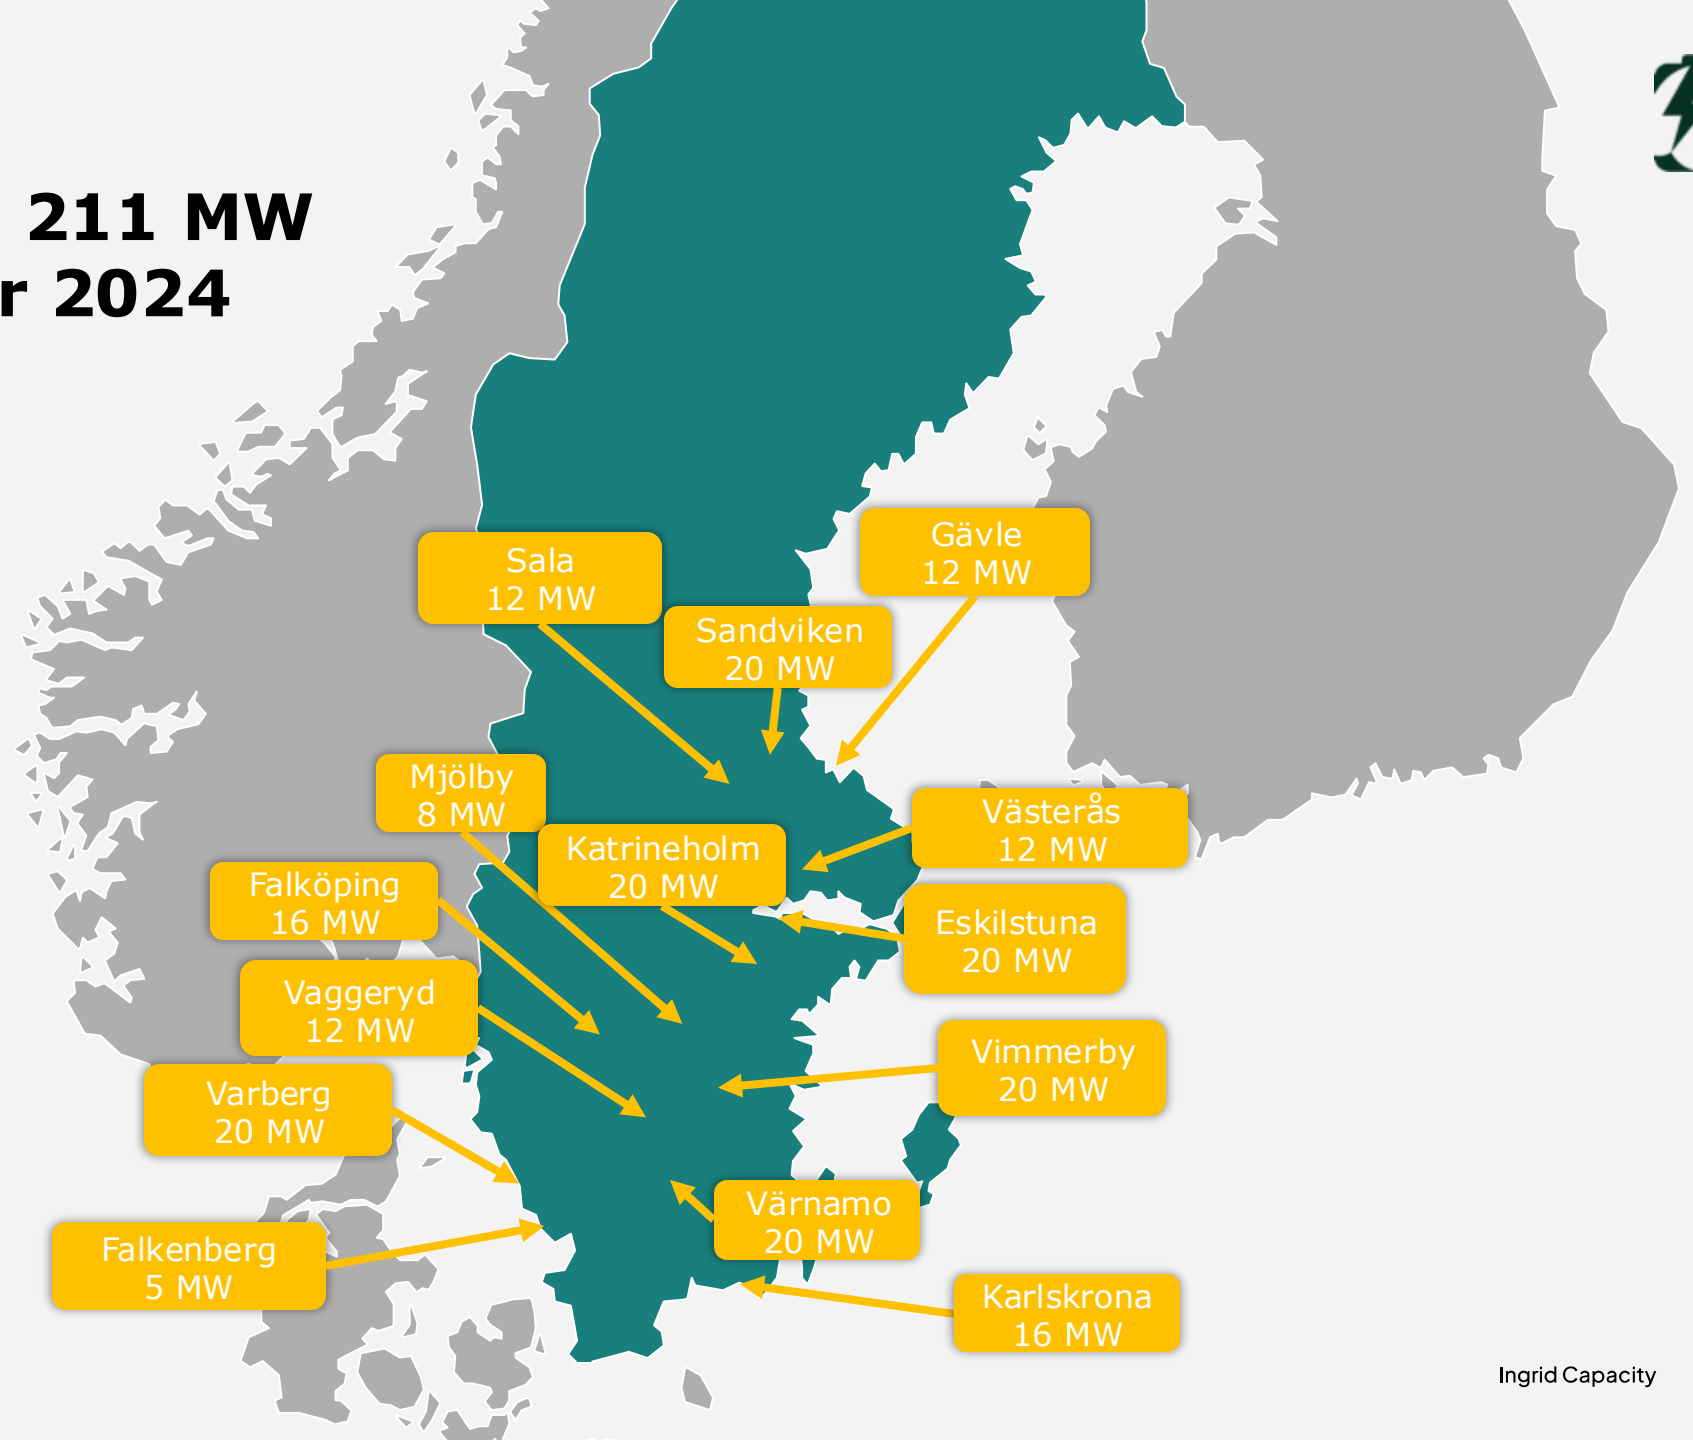 211 MW
r 2024
Gävle
12 MW
Sala
12 MW
Sandviken
20 MW
Mjölby
8 MW
Västerås
12 MW
Katrineholm
20 MW
Falköping
16 MW
Eskilstuna
20 MW
Vaggeryd
12 MW
Vimmerby
20 MW
Varberg
20 MW
Värnamo
20 MW
Falkenberg
5 MW
Karlskrona
16 MW
Ingrid Capacity